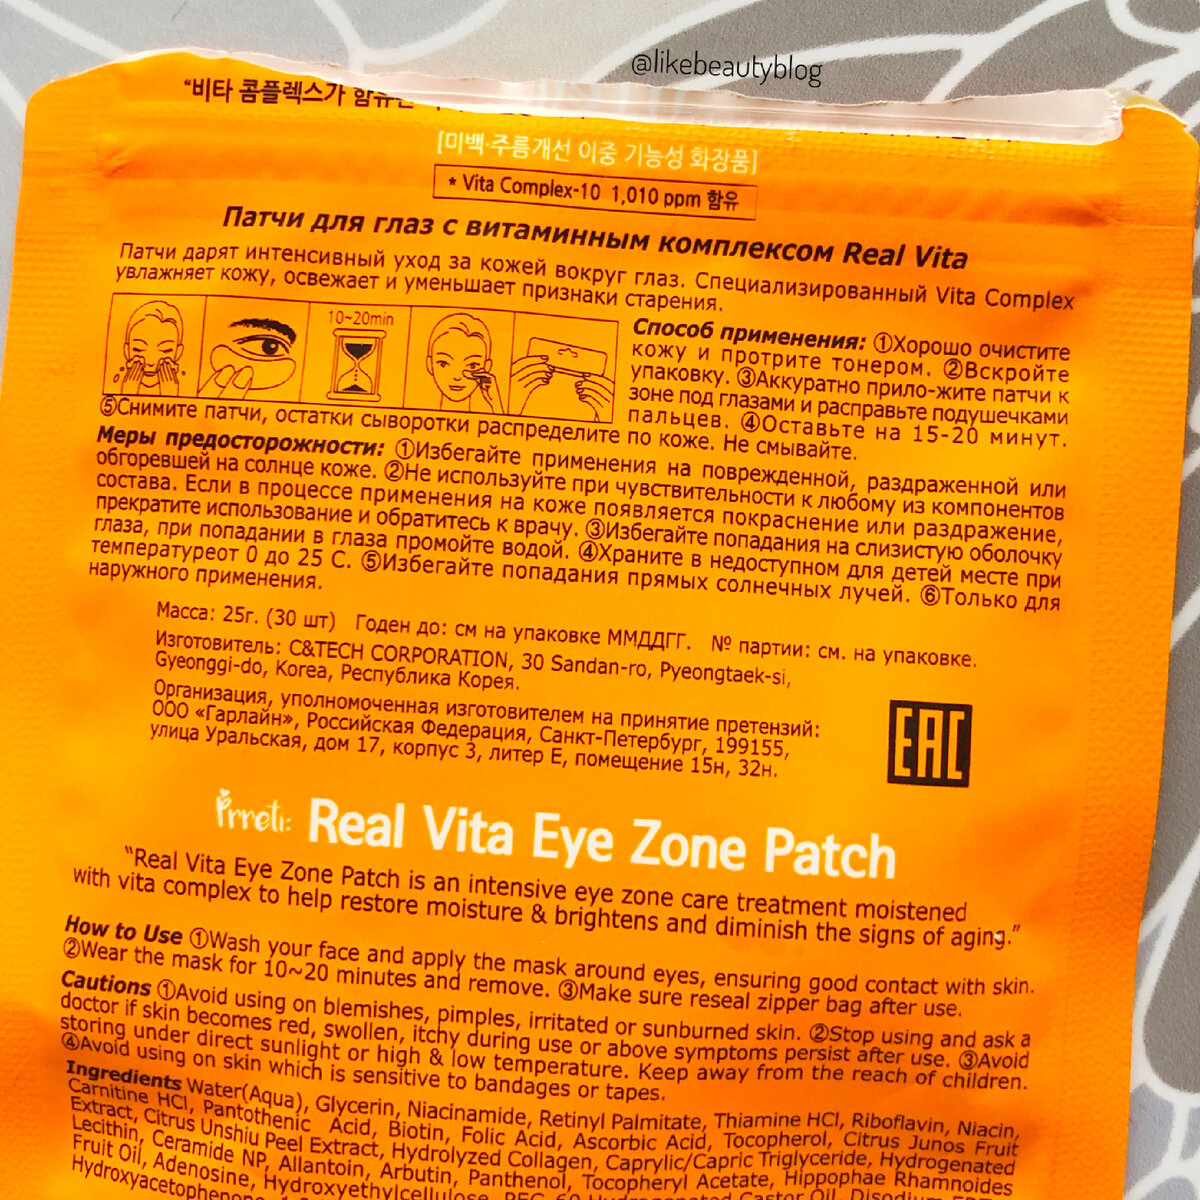 @likebeautyblog
“비타 콤플렉스가 함유된
[미백·주름개선 이중 기능성 화장품]
* Vita Complex-10 1,010 ppm 함유
Патчи для глаз с витаминным комплексом Real Vita
Патчи дарят интенсивный уход за кожей вокруг глаз. Специализированный Vita Complex
увлажняет кожу, освежает и уменьшает признаки старения.
10~20min
Способ применения: ①Хорошо очистите
кожу и протрите тонером. ②Вскройте
упаковку. ③Аккуратно прило-жите патчи к
зоне под глазами и расправьте подушечками
пальцев. ④Оставьте на 15-20 минут.
⑤Снимите патчи, остатки сыворотки распределите по коже. Не смывайте.
Меры предосторожности: ①Избегайте применения на поврежденной, раздраженной или
обгоревшей на солнце коже. ②Не используйте при чувствительности к любому из компонентов
состава. Если в процессе применения на коже появляется покраснение или раздражение,
прекратите использование и обратитесь к врачу. ③Избегайте попадания на слизистую оболочку
глаза, при попадании в глаза промойте водой. ④Храните в недоступном для детей месте при
температуреот 0 до 25 С. ⑤Избегайте попадания прямых солнечных лучей. ⑥Только для
наружного применения.
Масса: 25г. (30 шт) Годен до: см на упаковке ММДДГГ. № партии: см. на упаковке.
Изготовитель: C&TECH CORPORATION, 30 Sandan-ro, Pyeongtaek-si,
Gyeonggi-do, Korea, Республика Корея.
Организация, уполномоченная изготовителем на принятие претензий:
ООО «Гарлайн», Российская Федерация, Санкт-Петербург, 199155,
улица Уральская, дом 17, корпус 3, литер Е, помещение 15н, 32н.
EAC
Prreti: Real Vita Eye Zone Patch
“Real Vita Eye Zone Patch is an intensive eye zone care treatment moistened
with vita complex to help restore moisture & brightens and diminish the signs of aging.”
How to Use ①Wash your face and apply the mask around eyes, ensuring good contact with skin.
②Wear the mask for 10~20 minutes and remove. ③Make sure reseal zipper bag after use.
Cautions ①Avoid using on blemishes, pimples, irritated or sunburned skin. ②Stop using and ask a
doctor if skin becomes red, swollen, itchy during use or above symptoms persist after use. ③Avoid
storing under direct sunlight or high & low temperature. Keep away from the reach of children.
④Avoid using on skin which is sensitive to bandages or tapes.
Ingredients Water(Aqua), Glycerin, Niacinamide, Retinyl Palmitate, Thiamine HCl, Riboflavin, Niacin,
Carnitine HCl, Pantothenic Acid, Biotin, Folic Acid, Ascorbic Acid, Tocopherol, Citrus Junos Fruit
Extract, Citrus Unshiu Peel Extract, Hydrolyzed Collagen, Caprylic/Capric Triglyceride, Hydrogenated
Lecithin, Ceramide NP, Allantoin, Arbutin, Panthenol, Tocopheryl Acetate, Hippophae Rhamnoides
Fruit Oil, Adenosine, Hydroxyethylcellulose, PEG-60 Hydrogenated Castor Oil, Disodium EDTA,
Hydroxyacetophenone,